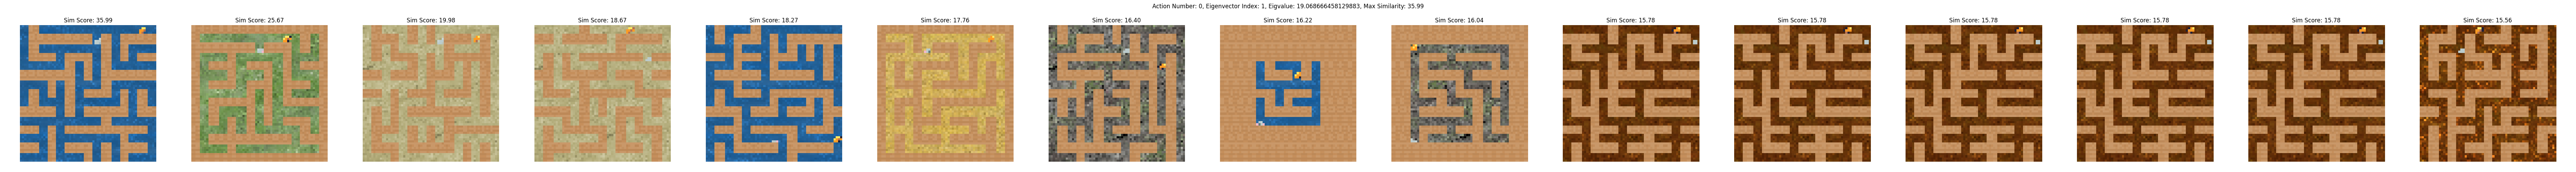 Action Number: 0, Eigenvector Index: 1, Eigvalue: 19.068666458129883, Max Similarity: 35.99
Sim Score: 35.99
Sim Score: 25.67
Sim Score: 19.98
Sim Score: 18.67
Sim Score: 18.27
Sim Score: 17.76
Sim Score: 16.40
Sim Score: 16.22
Sim Score: 16.04
Sim Score: 15.78
Sim Score: 15.78
Sim Score: 15.78
Sim Score: 15.78
Sim Score: 15.78
Sim Score: 15.56